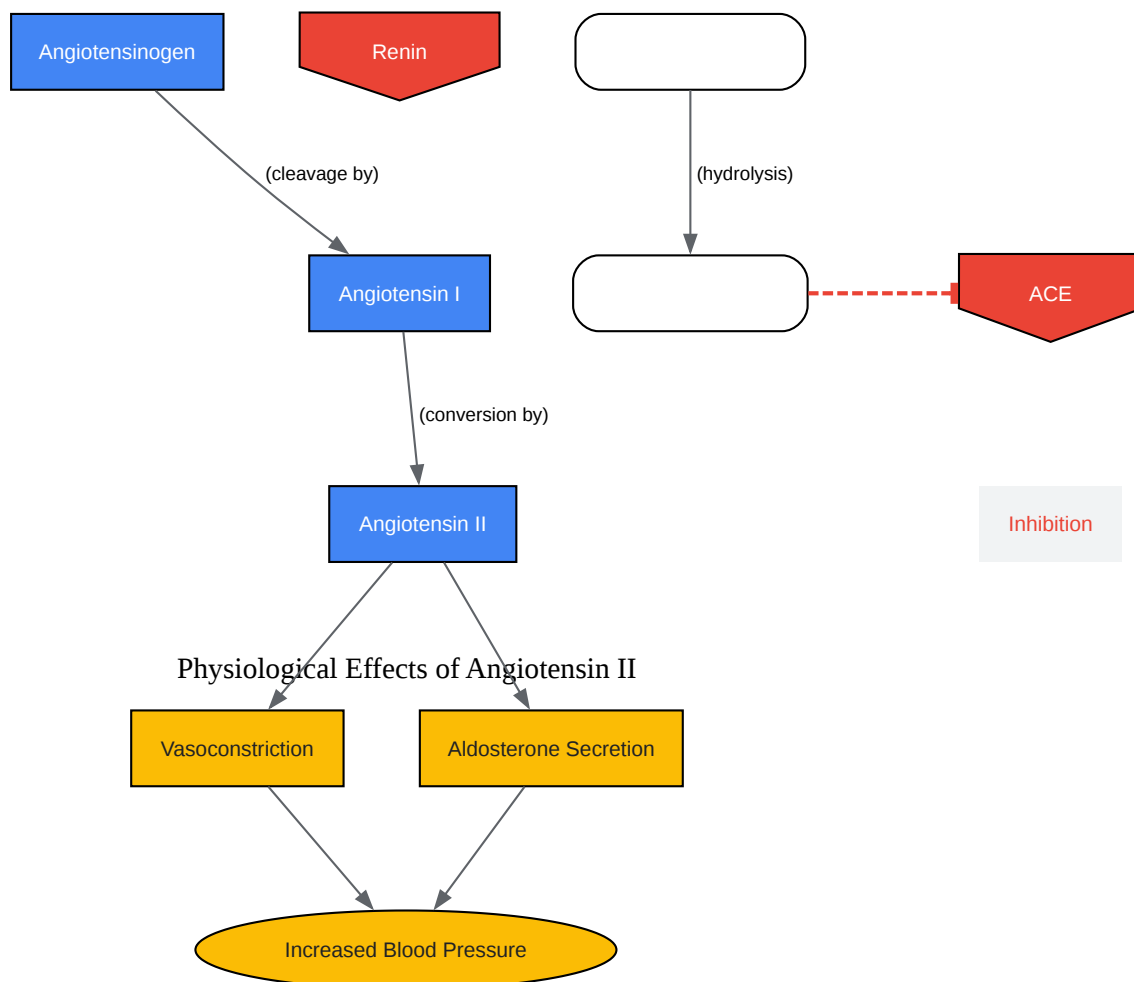 Angiotensinogen
Renin
(cleavage by)
(hydrolysis)
Angiotensin I
ACE
(conversion by)
Angiotensin II
Inhibition
Physiological Effects of Angiotensin II
Vasoconstriction
Aldosterone Secretion
Increased Blood Pressure